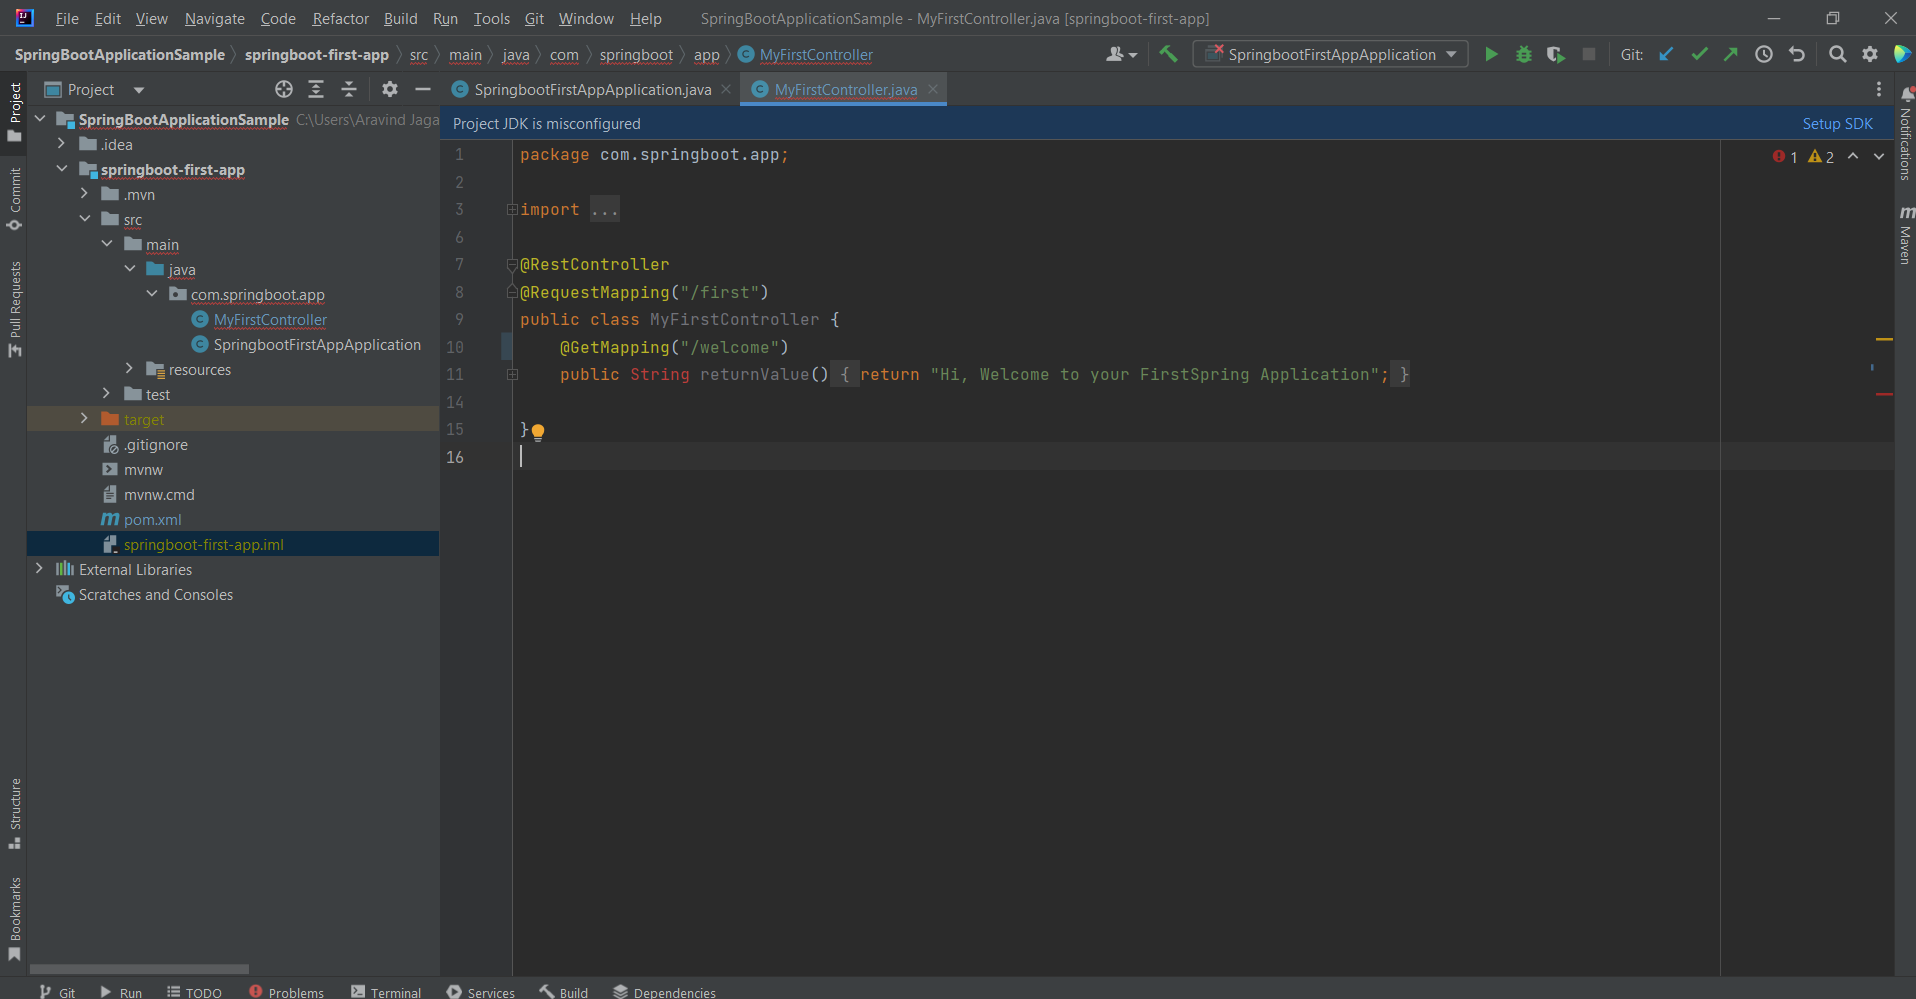 File Edit View Navigate Code Refactor Build Run Tools Git Window Help SpringBootApplicationSample - MyFirstController.java [springboot-first-app]
SpringBootApplicationSample springboot-first-app src main java com springboot app MyFirstController SpringbootFirstAppApplication Git:
Project
SpringbootFirstAppApplication.java
MyFirstController.java
Project JDK is misconfigured
Setup SDK
SpringBootApplicationSample C:\Users\Aravind Jaga
.idea
springboot-first-app
.mvn
src
main
java
com.springboot.app
MyFirstController
SpringbootFirstAppApplication
resources
test
target
.gitignore
mvnw
mvnw.cmd
pom.xml
springboot-first-app.iml
External Libraries
Scratches and Consoles
1 package com.springboot.app;
2
3 import ...
6
7 @RestController
8 @RequestMapping("/first")
9 public class MyFirstController {
10 @GetMapping("/welcome")
11 public String returnValue() { return "Hi, Welcome to your FirstSpring Application"; }
14
15 }
16
1 2
Project
Commit
Pull Requests
Structure
Bookmarks
Notifications
m
Maven
Git Run TODO Problems Terminal Services Build Dependencies